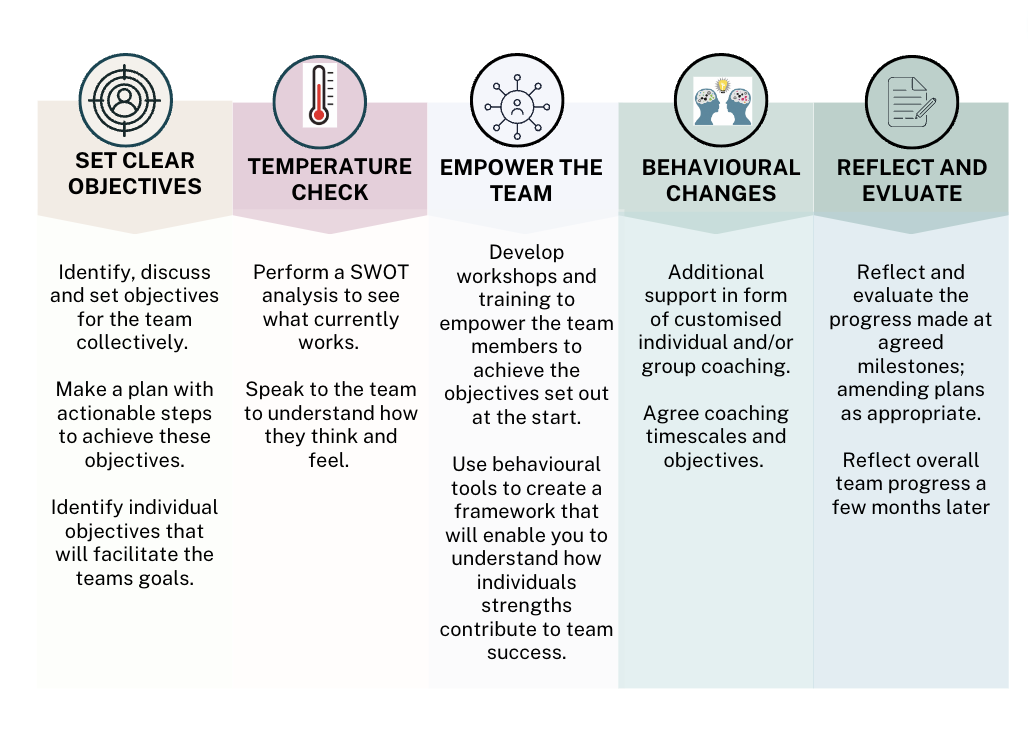 SET CLEAR
OBJECTIVES
Identify, discuss
and set objectives
for the team
collectively.
Make a plan with
actionable steps
to achieve these
objectives.
Identify individual
objectives that
will facilitate the
teams goals.
TEMPERATURE
CHECK
Perform a SWOT
analysis to see
what currently
works.
Speak to the team
to understand how
they think and
feel.
EMPOWER THE
TEAM
Develop
workshops and
training to
empower the team
members to
achieve the
objectives set out
at the start.
Use behavioural
tools to create a
framework that
will enable you to
understand how
individuals
strengths
contribute to team
success.
BEHAVIOURAL
CHANGES
Additional
support in form
of customised
individual and/or
group coaching.
Agree coaching
timescales and
objectives.
REFLECT AND
EVLUATE
Reflect and
evaluate the
progress made at
agreed
milestones;
amending plans
as appropriate.
Reflect overall
team progress a
few months later